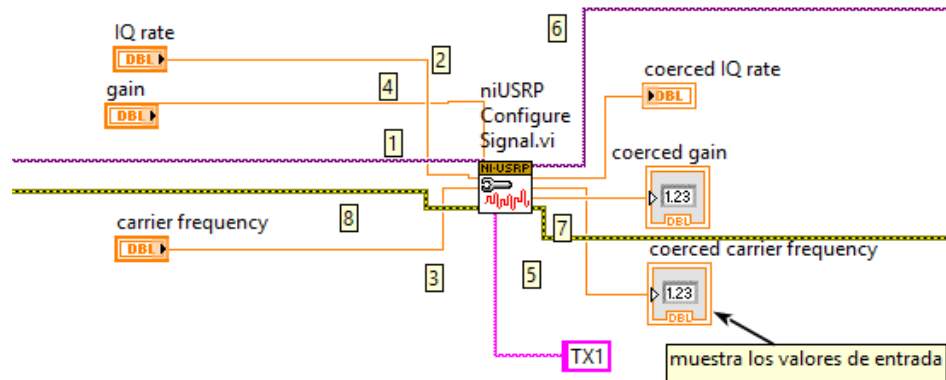 6
IQ rate
DBL
2
gain
4
DBL
niUSRP
Configure
Signal.vi
coerced IQ rate
DBL
1
NI-USRP
coerced gain
1.23
DBL
8
7
carrier frequency
DBL
coerced carrier frequency
3
5
1.23
DBL
TX1
muestra los valores de entrada